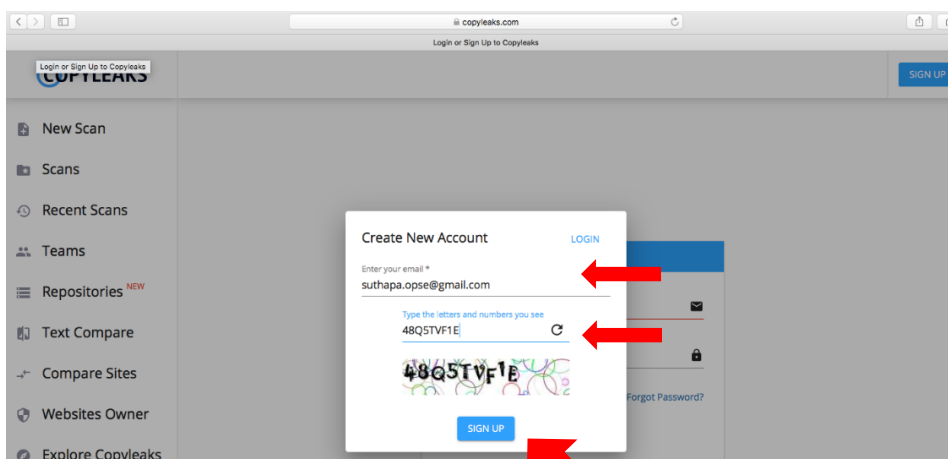 copyleaks.com
Login or Sign Up to Copyleaks
Login or Sign Up to Copyleaks
COPYLEAKS
SIGN UP
New Scan
Scans
Recent Scans
Teams
Repositories NEW
Text Compare
Compare Sites
Websites Owner
Explore Copyleaks
Create New Account
LOGIN
Enter your email *
suthapa.opse@gmail.com
Type the letters and numbers you see
48Q5TVF1E
48Q5TVF1E
SIGN UP
Forgot Password?